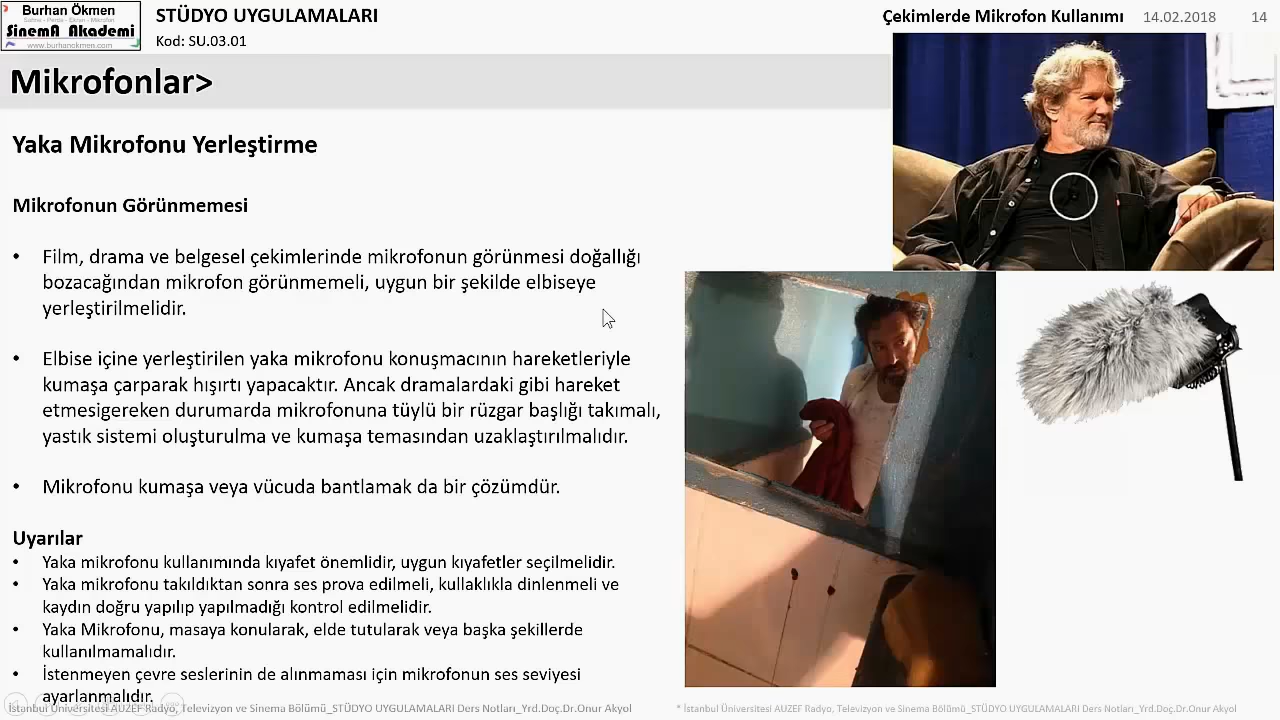 Burhan Ökmen
Sahne - Perde - Ekran - Mikrofon
SinemA Akademi
www.burhanokmen.com
STÜDYO UYGULAMALARI
Kod: SU.03.01
Çekimlerde Mikrofon Kullanımı 14.02.2018 14
Mikrofonlar>
Yaka Mikrofonu Yerleştirme
Mikrofonun Görünmemesi
• Film, drama ve belgesel çekimlerinde mikrofonun görünmesi doğallığı
bozacağından mikrofon görünmemeli, uygun bir şekilde elbiseye
yerleştirilmelidir.
• Elbise içine yerleştirilen yaka mikrofonu konuşmacının hareketleriyle
kumaşa çarparak hışırtı yapacaktır. Ancak dramalardaki gibi hareket
etmesigereken durumarda mikrofonuna tüylü bir rüzgar başlığı takımalı,
yastık sistemi oluşturulma ve kumaşa temasından uzaklaştırılmalıdır.
• Mikrofonu kumaşa veya vücuda bantlamak da bir çözümdür.
Uyarılar
• Yaka mikrofonu kullanımında kıyafet önemlidir, uygun kıyafetler seçilmelidir.
• Yaka mikrofonu takıldıktan sonra ses prova edilmeli, kullaklıkla dinlenmeli ve
kaydın doğru yapılıp yapılmadığı kontrol edilmelidir.
• Yaka Mikrofonu, masaya konularak, elde tutularak veya başka şekillerde
kullanılmamalıdır.
• İstenmeyen çevre seslerinin de alınmaması için mikrofonun ses seviyesi
ayarlanmalıdır.
İstanbul Üniversitesi AUZEF Radyo, Televizyon ve Sinema Bölümü_STÜDYO UYGULAMALARI Ders Notları_Yrd.Doç.Dr.Onur Akyol
* İstanbul Üniversitesi AUZEF Radyo, Televizyon ve Sinema Bölümü_STÜDYO UYGULAMALARI Ders Notları_Yrd.Doç.Dr.Onur Akyol